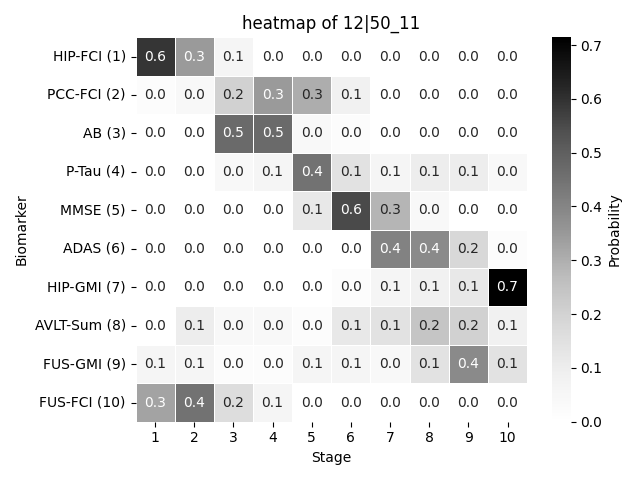 heatmap of 12|50_11
HIP-FCI (1) 0.6 0.3 0.1 0.0 0.0 0.0 0.0 0.0 0.0 0.0
PCC-FCI (2) 0.0 0.0 0.2 0.3 0.3 0.1 0.0 0.0 0.0 0.0
AB (3) 0.0 0.0 0.5 0.5 0.0 0.0 0.0 0.0 0.0 0.0
P-Tau (4) 0.0 0.0 0.0 0.1 0.4 0.1 0.1 0.1 0.1 0.0
MMSE (5) 0.0 0.0 0.0 0.0 0.1 0.6 0.3 0.0 0.0 0.0
ADAS (6) 0.0 0.0 0.0 0.0 0.0 0.0 0.4 0.4 0.2 0.0
HIP-GMI (7) 0.0 0.0 0.0 0.0 0.0 0.0 0.1 0.1 0.1 0.7
AVLT-Sum (8) 0.0 0.1 0.0 0.0 0.0 0.1 0.1 0.2 0.2 0.1
FUS-GMI (9) 0.1 0.1 0.0 0.0 0.1 0.1 0.0 0.1 0.4 0.1
FUS-FCI (10) 0.3 0.4 0.2 0.1 0.0 0.0 0.0 0.0 0.0 0.0
1 2 3 4 5 6 7 8 9 10
Stage
Biomarker
0.7
0.6
0.5
0.4
0.3
0.2
0.1
0.0
Probability